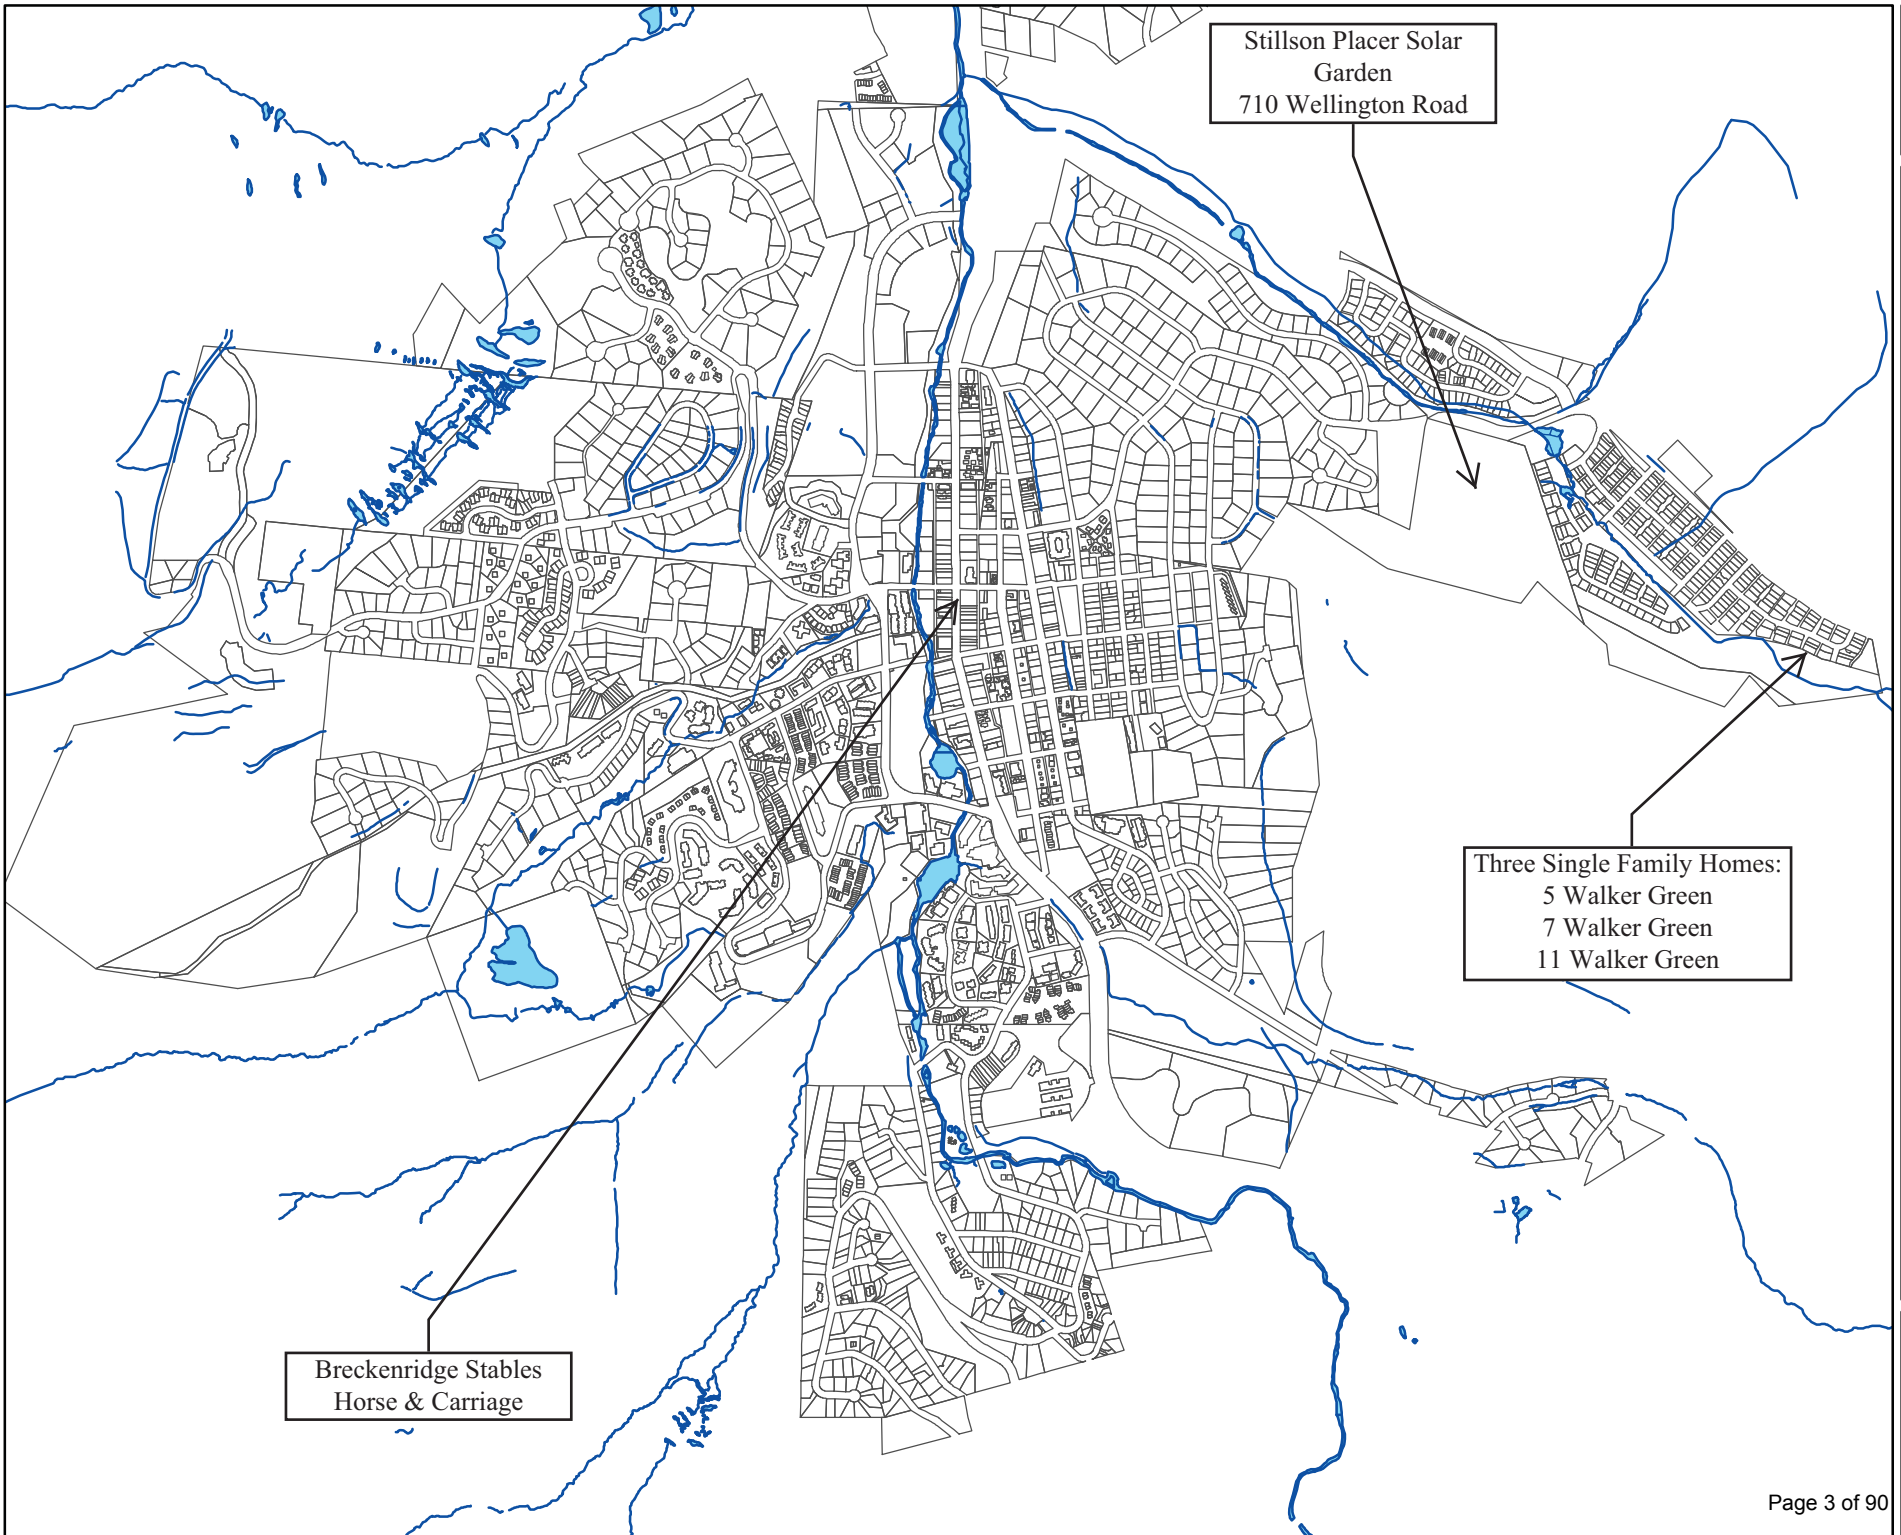 Stillson Placer Solar
Garden
710 Wellington Road
Three Single Family Homes:
5 Walker Green
7 Walker Green
11 Walker Green
Breckenridge Stables
Horse & Carriage
Page 3 of 90